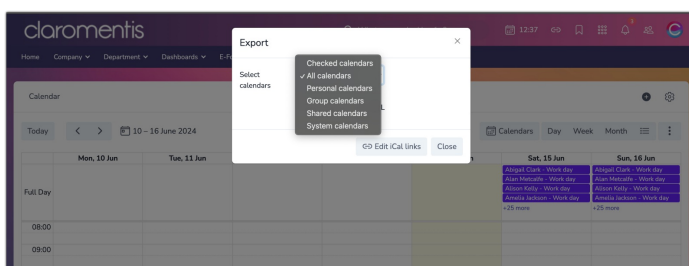 claromentis
12:37
3
Home Company Department Dashboards E-Fo
Export
Select calendars
Checked calendars
✓ All calendars
Personal calendars
Group calendars
Shared calendars
System calendars
Edit iCal links Close
Calendar
Today < > 10 – 16 June 2024
Calendars Day Week Month
Mon, 10 Jun Tue, 11 Jun Sat, 15 Jun Sun, 16 Jun
Full Day
Abigail Clark - Work day Abigail Clark - Work day
Alan Metcalfe - Work day Alan Metcalfe - Work day
Alison Kelly - Work day Alison Kelly - Work day
Amelia Jackson - Work day Amelia Jackson - Work day
+25 more +25 more
08:00
09:00